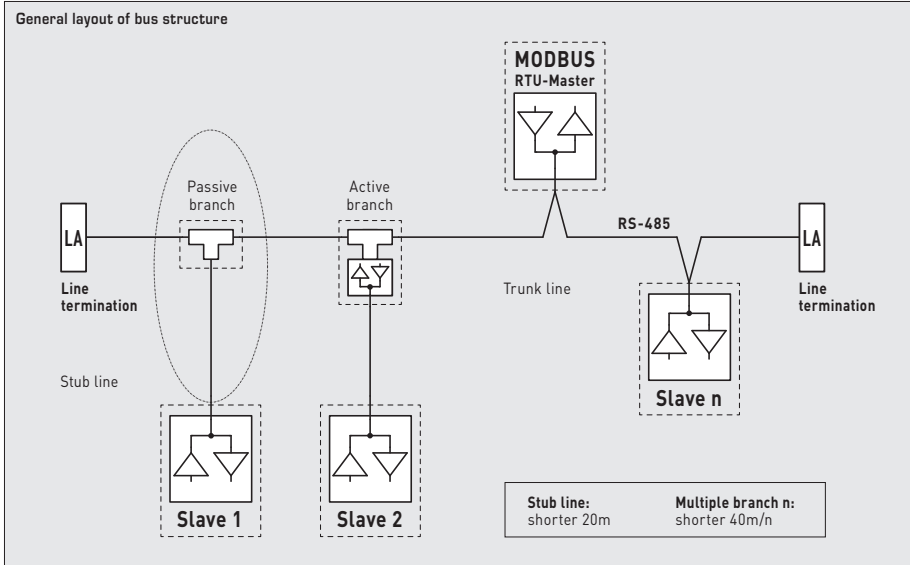 General layout of bus structure
MODBUS
RTU-Master
Passive
branch
Active
branch
LA
RS-485
LA
Line
termination
Trunk line
Line
termination
Stub line
Slave n
Slave 1
Slave 2
Stub line:
shorter 20m
Multiple branch n:
shorter 40m/n